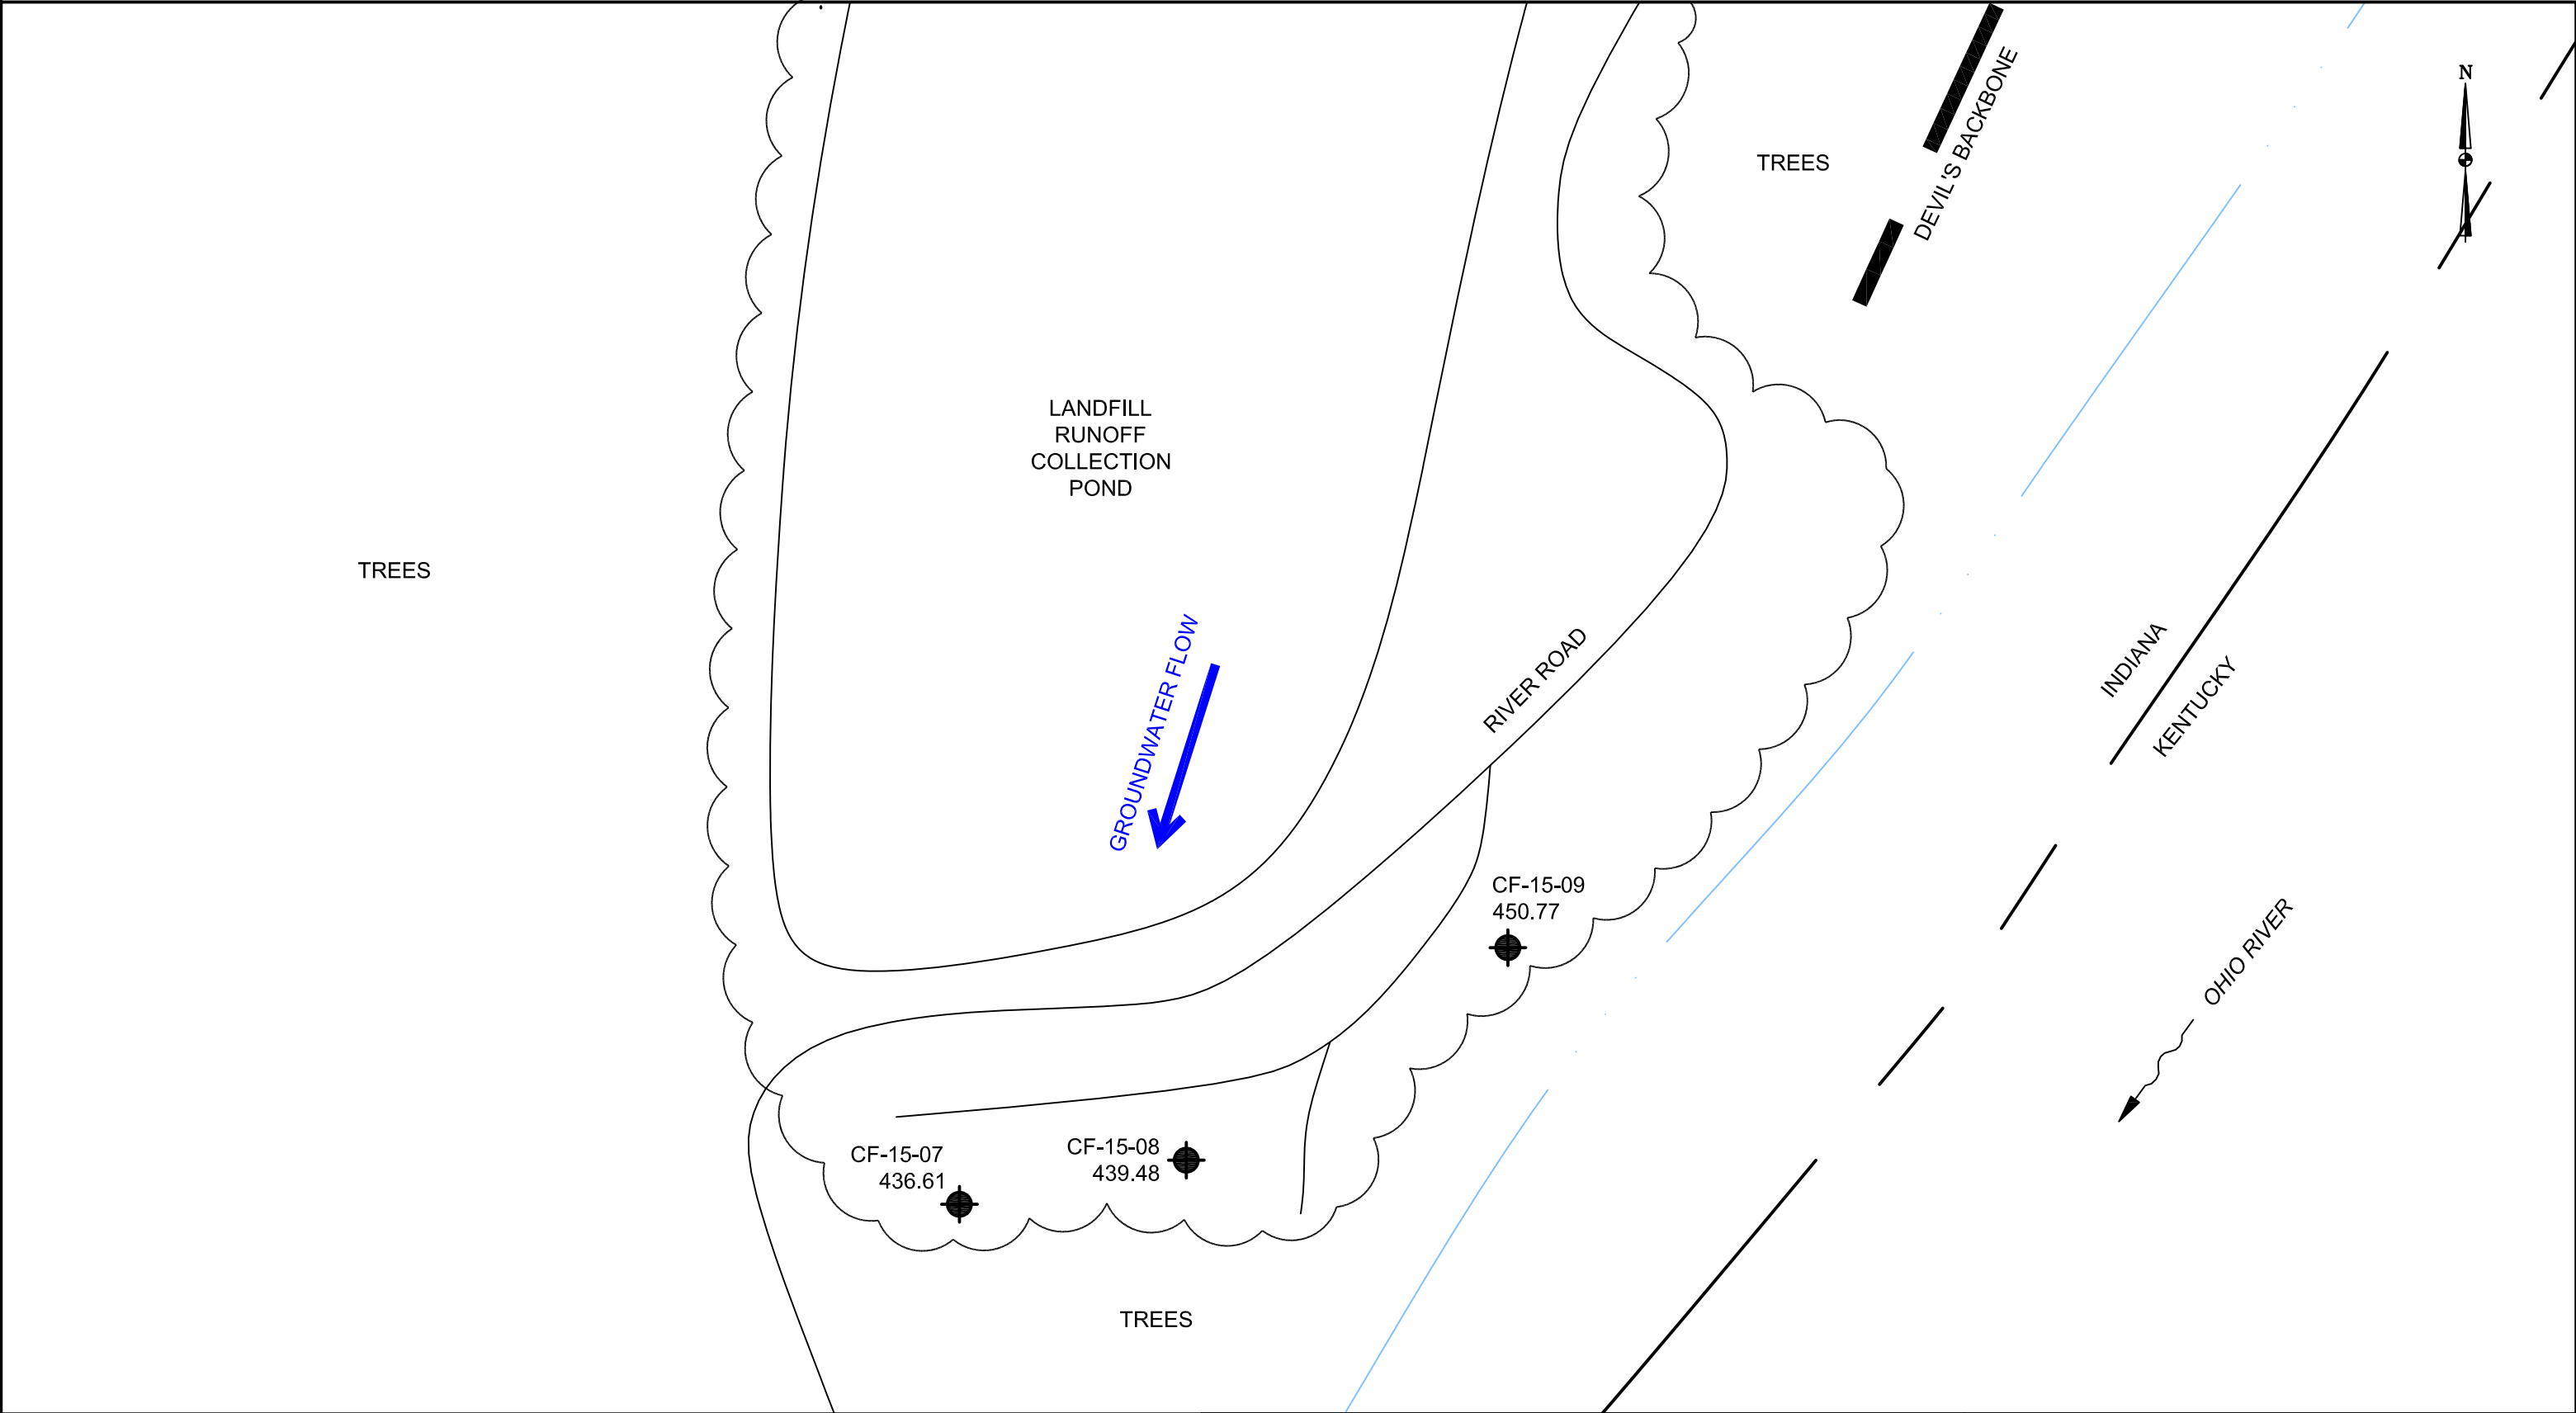 N
DEVIL'S BACKBONE
TREES
LANDFILL
RUNOFF
COLLECTION
POND
TREES
GROUNDWATER FLOW
RIVER ROAD
INDIANA
KENTUCKY
CF-15-09
450.77
OHIO RIVER
CF-15-07
436.61
CF-15-08
439.48
TREES